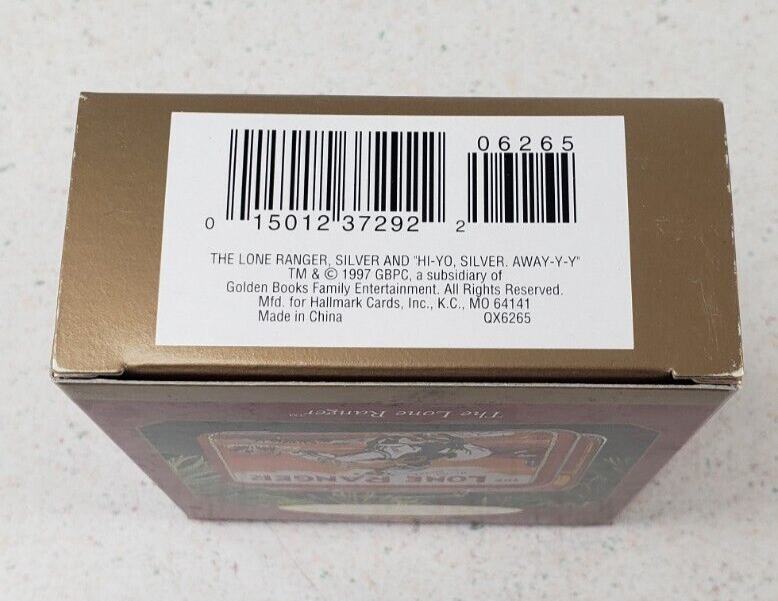 06265
0 15012 37292 2
THE LONE RANGER, SILVER AND "HI-YO, SILVER. AWAY-Y-Y"
TM & © 1997 GBPC, a subsidiary of
Golden Books Family Entertainment. All Rights Reserved.
Mfd. for Hallmark Cards, Inc., K.C., MO 64141
Made in China QX6265
The Lone Ranger™
THE LONE RANGER